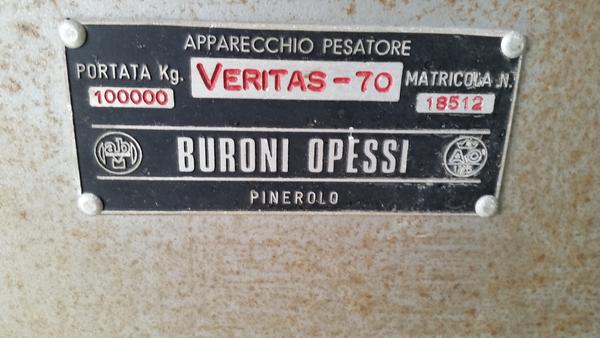 APPARECCHIO PESATORE
PORTATA Kg. VERITAS-70 MATRICOLA N.
100000 18512
BURONI OPESSI
PINEROLO